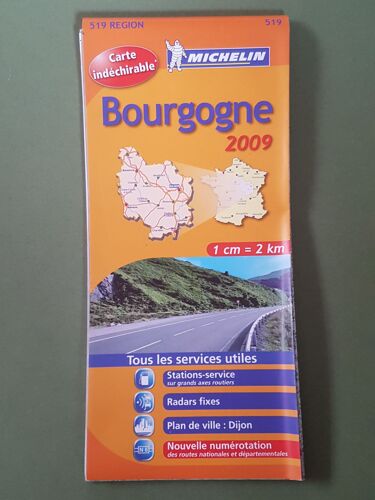 519 REGION
519
Carte
indéchirable
MICHELIN
Bourgogne
2009
1 cm = 2 km
Tous les services utiles
Stations-service
sur grands axes routiers
Radars fixes
Plan de ville : Dijon
Nouvelle numérotation
des routes nationales et départementales